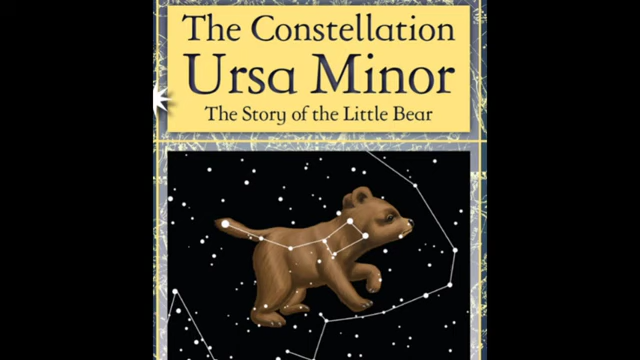 The Constellation
Ursa Minor
The Story of the Little Bear